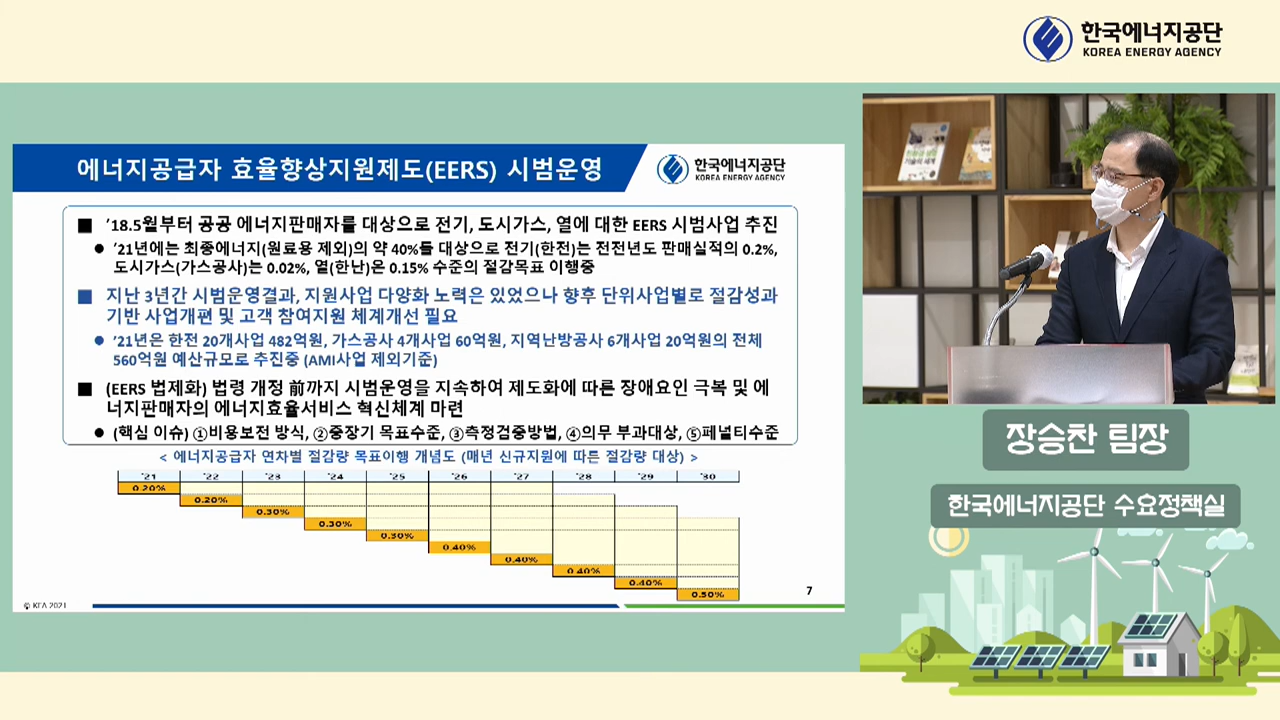 한국에너지공단
KOREA ENERGY AGENCY
에너지공급자 효율향상지원제도(EERS) 시범운영
한국에너지공단
KOREA ENERGY AGENCY
■ ’18.5월부터 공공 에너지판매자를 대상으로 전기, 도시가스, 열에 대한 EERS 시범사업 추진
● ’21년에는 최종에너지(원료용 제외)의 약 40%를 대상으로 전기(한전)는 전전년도 판매실적의 0.2%,
도시가스(가스공사)는 0.02%, 열(한난)은 0.15% 수준의 절감목표 이행중
■ 지난 3년간 시범운영결과, 지원사업 다양화 노력은 있었으나 향후 단위사업별로 절감성과
기반 사업개편 및 고객 참여지원 체계개선 필요
● ’21년은 한전 20개사업 482억원, 가스공사 4개사업 60억원, 지역난방공사 6개사업 20억원의 전체
560억원 예산규모로 추진중 (AMI사업 제외기준)
■ (EERS 법제화) 법령 개정 前까지 시범운영을 지속하여 제도화에 따른 장애요인 극복 및 에
너지판매자의 에너지효율서비스 혁신체계 마련
● (핵심 이슈) ①비용보전 방식, ②중장기 목표수준, ③측정검증방법, ④의무 부과대상, ⑤페널티수준
< 에너지공급자 연차별 절감량 목표이행 개념도 (매년 신규지원에 따른 절감량 대상) >
’21 ’22 ’23 ’24 ’25 ’26 ’27 ’28 ’29 ’30
0.20%
0.20%
0.30%
0.30%
0.30%
0.40%
0.40%
0.40%
0.40%
0.50%
7
© KEA 2021
장승찬 팀장
한국에너지공단 수요정책실